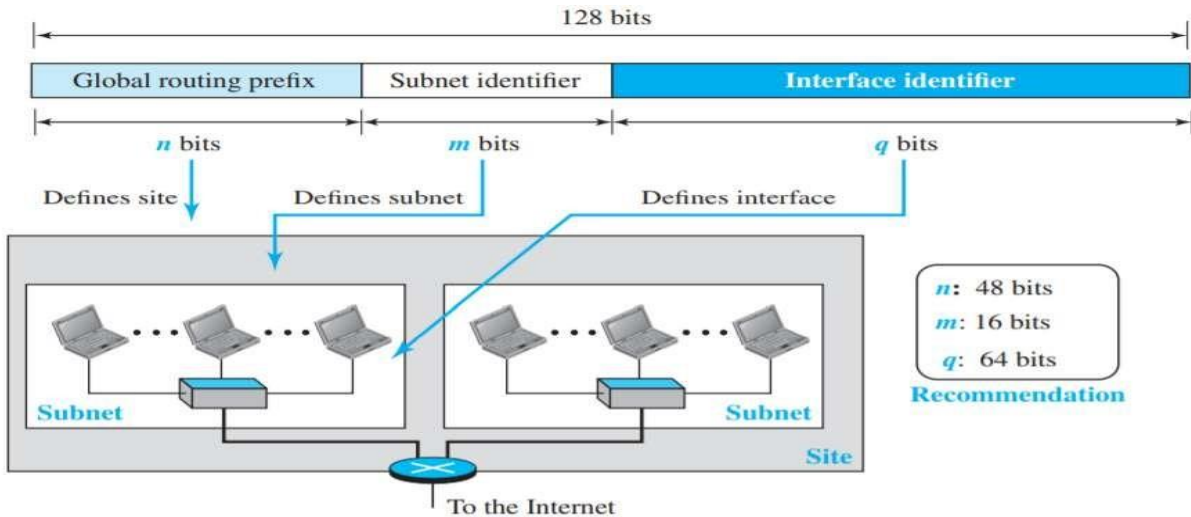 128 bits
Global routing prefix
Subnet identifier
Interface identifier
n bits
m bits
q bits
Defines site
Defines subnet
Defines interface
n: 48 bits
m: 16 bits
q: 64 bits
Recommendation
Subnet
Subnet
Site
To the Internet